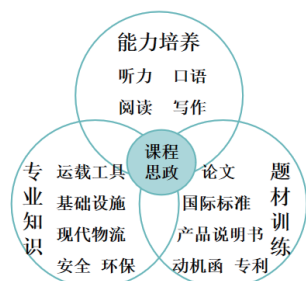 能力培养
听力 口语
阅读 写作
课程
思政
专业知识
运载工具
基础设施
现代物流
安全 环保
论文
国际标准
产品说明书
动机函 专利
题材训练